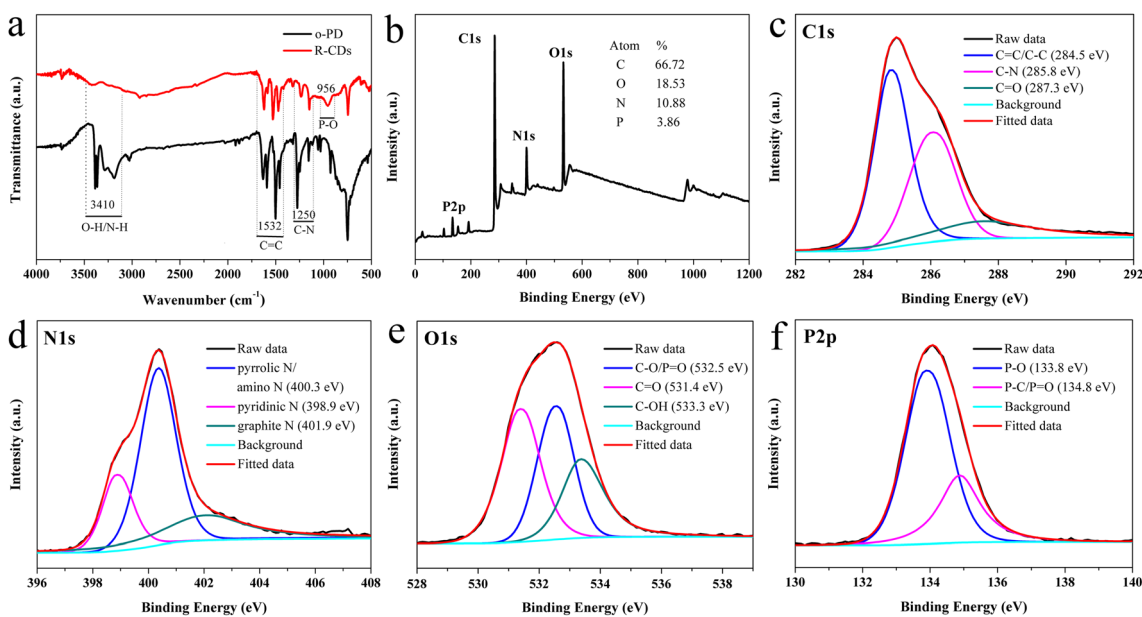 a
o-PD
R-CDs
956
P-O
3410
O-H/N-H
1532
C=C
1250
C-N
Transmittance (a.u.)
4000 3500 3000 2500 2000 1500 1000 500
Wavenumber (cm⁻¹)
b
C1s
O1s
N1s
P2p
Atom %
C 66.72
O 18.53
N 10.88
P 3.86
Intensity (a.u.)
0 200 400 600 800 1000 1200
Binding Energy (eV)
c
C1s
Raw data
C=C/C-C (284.5 eV)
C-N (285.8 eV)
C=O (287.3 eV)
Background
Fitted data
Intensity (a.u.)
282 284 286 288 290 292
Binding Energy (eV)
d
N1s
Raw data
pyrrolic N/
amino N (400.3 eV)
pyridinic N (398.9 eV)
graphite N (401.9 eV)
Background
Fitted data
Intensity (a.u.)
396 398 400 402 404 406 408
Binding Energy (eV)
e
O1s
Raw data
C-O/P=O (532.5 eV)
C=O (531.4 eV)
C-OH (533.3 eV)
Background
Fitted data
Intensity (a.u.)
528 530 532 534 536 538
Binding Energy (eV)
f
P2p
Raw data
P-O (133.8 eV)
P-C/P=O (134.8 eV)
Background
Fitted data
Intensity (a.u.)
130 132 134 136 138 140
Binding Energy (eV)